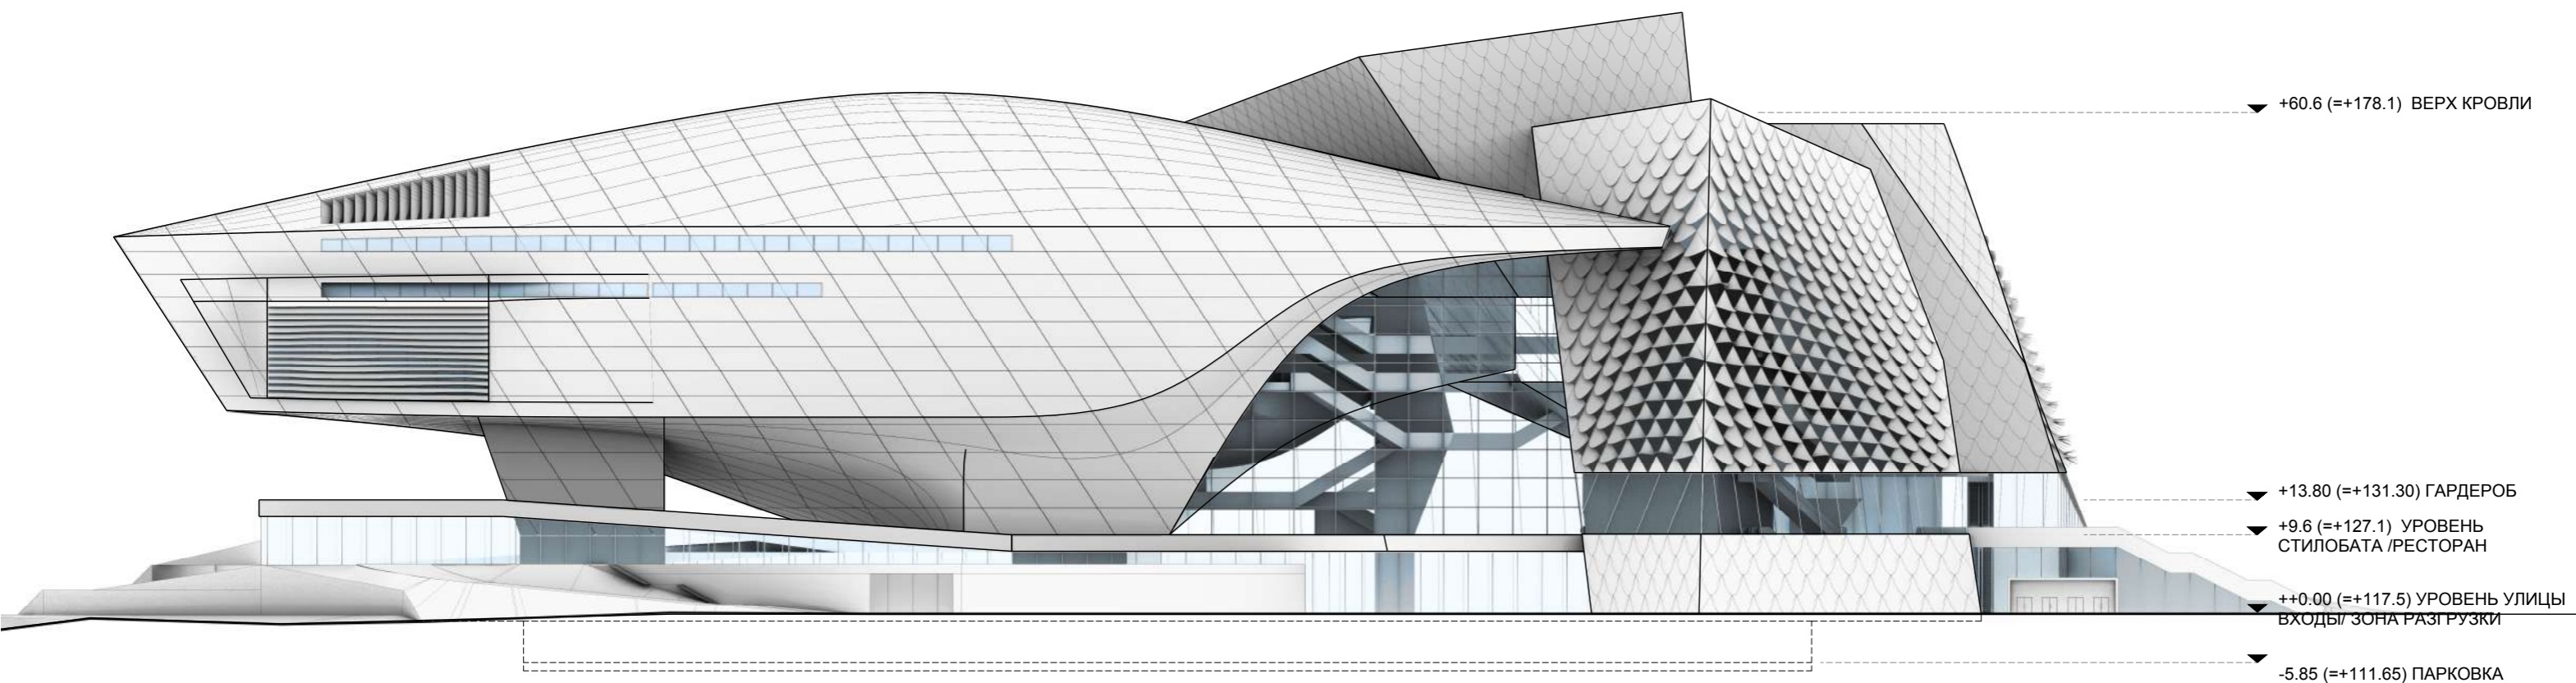 +60.6 (=+178.1) ВЕРХ КРОВЛИ
+13.80 (=+131.30) ГАРДЕРОБ
+9.6 (=+127.1) УРОВЕНЬ
СТИЛОБАТА /РЕСТОРАН
++0.00 (=+117.5) УРОВЕНЬ УЛИЦЫ
ВХОДЫ/ ЗОНА РАЗГРУЗКИ
-5.85 (=+111.65) ПАРКОВКА